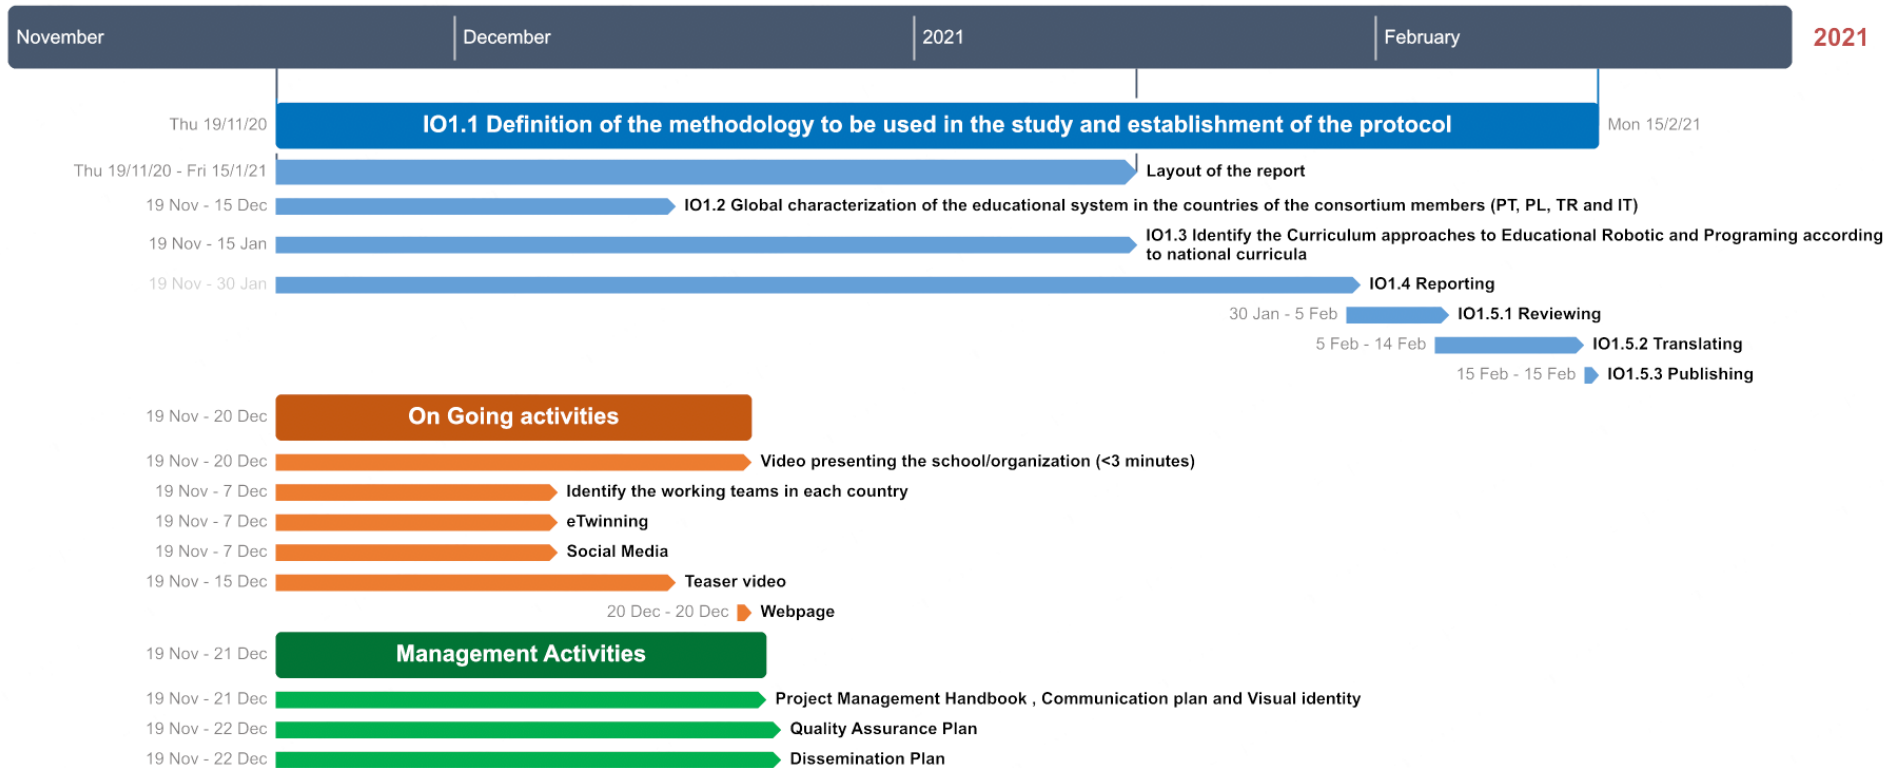 November December 2021 February 2021
Thu 19/11/20 IO1.1 Definition of the methodology to be used in the study and establishment of the protocol Mon 15/2/21
Thu 19/11/20 - Fri 15/1/21 Layout of the report
19 Nov - 15 Dec IO1.2 Global characterization of the educational system in the countries of the consortium members (PT, PL, TR and IT)
19 Nov - 15 Jan IO1.3 Identify the Curriculum approaches to Educational Robotic and Programing according
to national curricula
19 Nov - 30 Jan IO1.4 Reporting
30 Jan - 5 Feb IO1.5.1 Reviewing
5 Feb - 14 Feb IO1.5.2 Translating
15 Feb - 15 Feb IO1.5.3 Publishing
19 Nov - 20 Dec On Going activities
19 Nov - 20 Dec Video presenting the school/organization (<3 minutes)
19 Nov - 7 Dec Identify the working teams in each country
19 Nov - 7 Dec eTwinning
19 Nov - 7 Dec Social Media
19 Nov - 15 Dec Teaser video
20 Dec - 20 Dec Webpage
19 Nov - 21 Dec Management Activities
19 Nov - 21 Dec Project Management Handbook , Communication plan and Visual identity
19 Nov - 22 Dec Quality Assurance Plan
19 Nov - 22 Dec Dissemination Plan